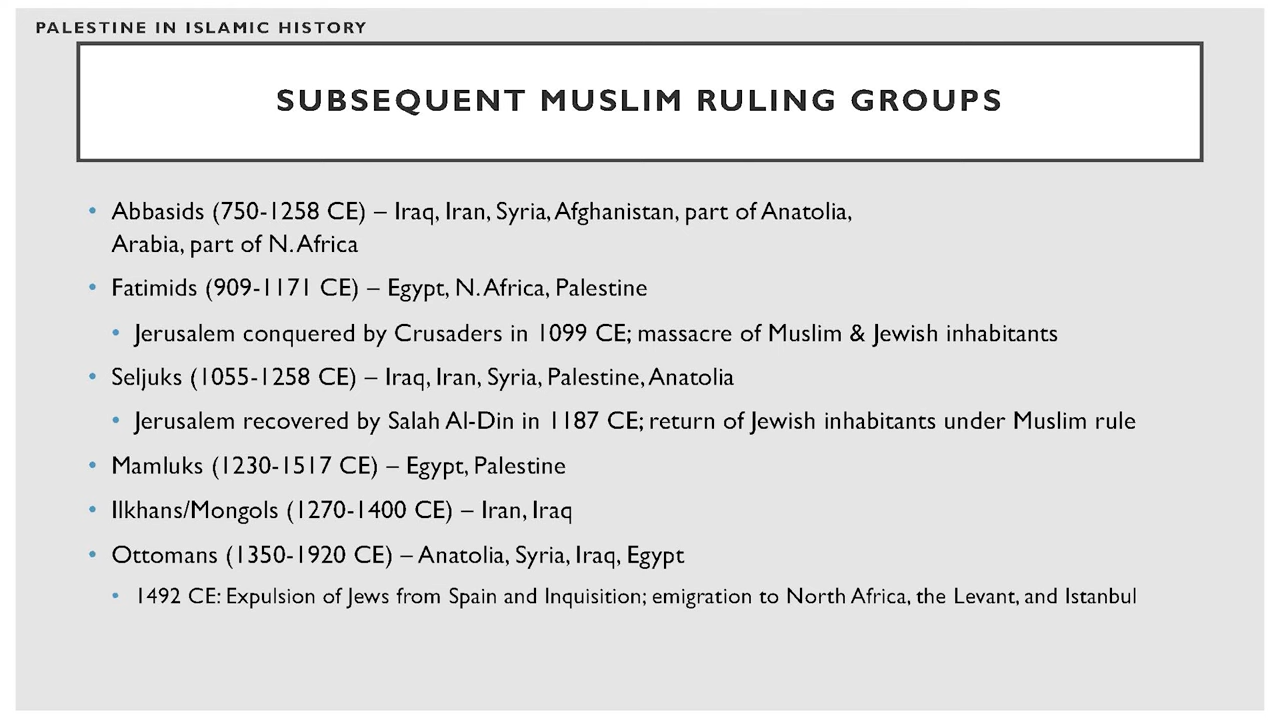 PALESTINE IN ISLAMIC HISTORY
SUBSEQUENT MUSLIM RULING GROUPS
• Abbasids (750-1258 CE) – Iraq, Iran, Syria, Afghanistan, part of Anatolia,
Arabia, part of N. Africa
• Fatimids (909-1171 CE) – Egypt, N. Africa, Palestine
• Jerusalem conquered by Crusaders in 1099 CE; massacre of Muslim & Jewish inhabitants
• Seljuks (1055-1258 CE) – Iraq, Iran, Syria, Palestine, Anatolia
• Jerusalem recovered by Salah Al-Din in 1187 CE; return of Jewish inhabitants under Muslim rule
• Mamluks (1230-1517 CE) – Egypt, Palestine
• Ilkhans/Mongols (1270-1400 CE) – Iran, Iraq
• Ottomans (1350-1920 CE) – Anatolia, Syria, Iraq, Egypt
• 1492 CE: Expulsion of Jews from Spain and Inquisition; emigration to North Africa, the Levant, and Istanbul